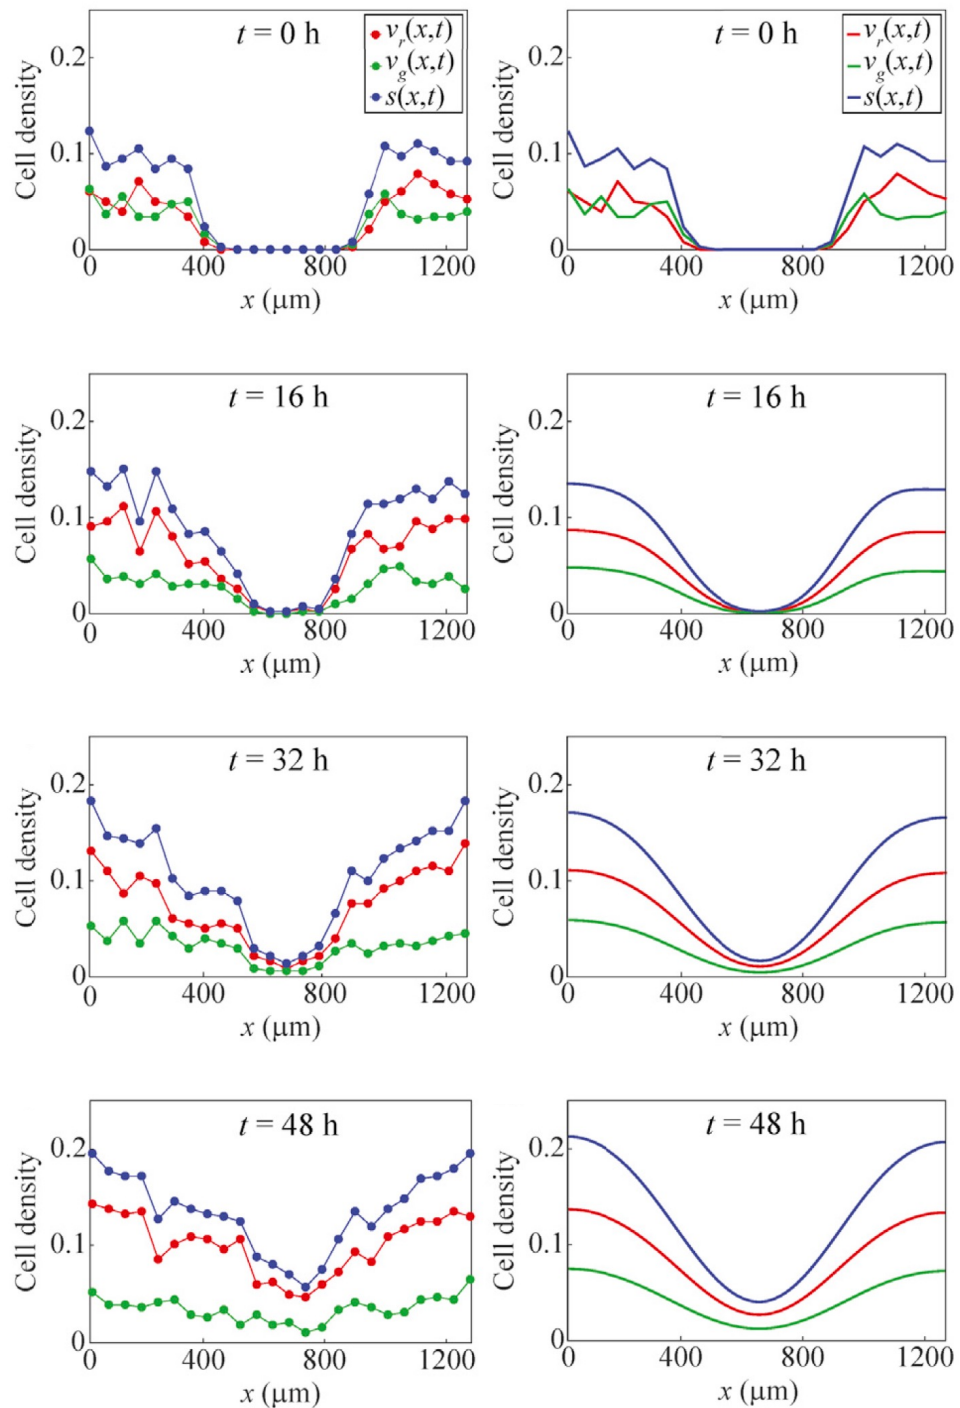 t = 0 h
v_r(x,t)
v_g(x,t)
s(x,t)
Cell density
0.2
0.1
0
0 400 800 1200
x (μm)
t = 0 h
v_r(x,t)
v_g(x,t)
s(x,t)
Cell density
0.2
0.1
0
0 400 800 1200
x (μm)
t = 16 h
Cell density
0.2
0.1
0
0 400 800 1200
x (μm)
t = 16 h
Cell density
0.2
0.1
0
0 400 800 1200
x (μm)
t = 32 h
Cell density
0.2
0.1
0
0 400 800 1200
x (μm)
t = 32 h
Cell density
0.2
0.1
0
0 400 800 1200
x (μm)
t = 48 h
Cell density
0.2
0.1
0
0 400 800 1200
x (μm)
t = 48 h
Cell density
0.2
0.1
0
0 400 800 1200
x (μm)